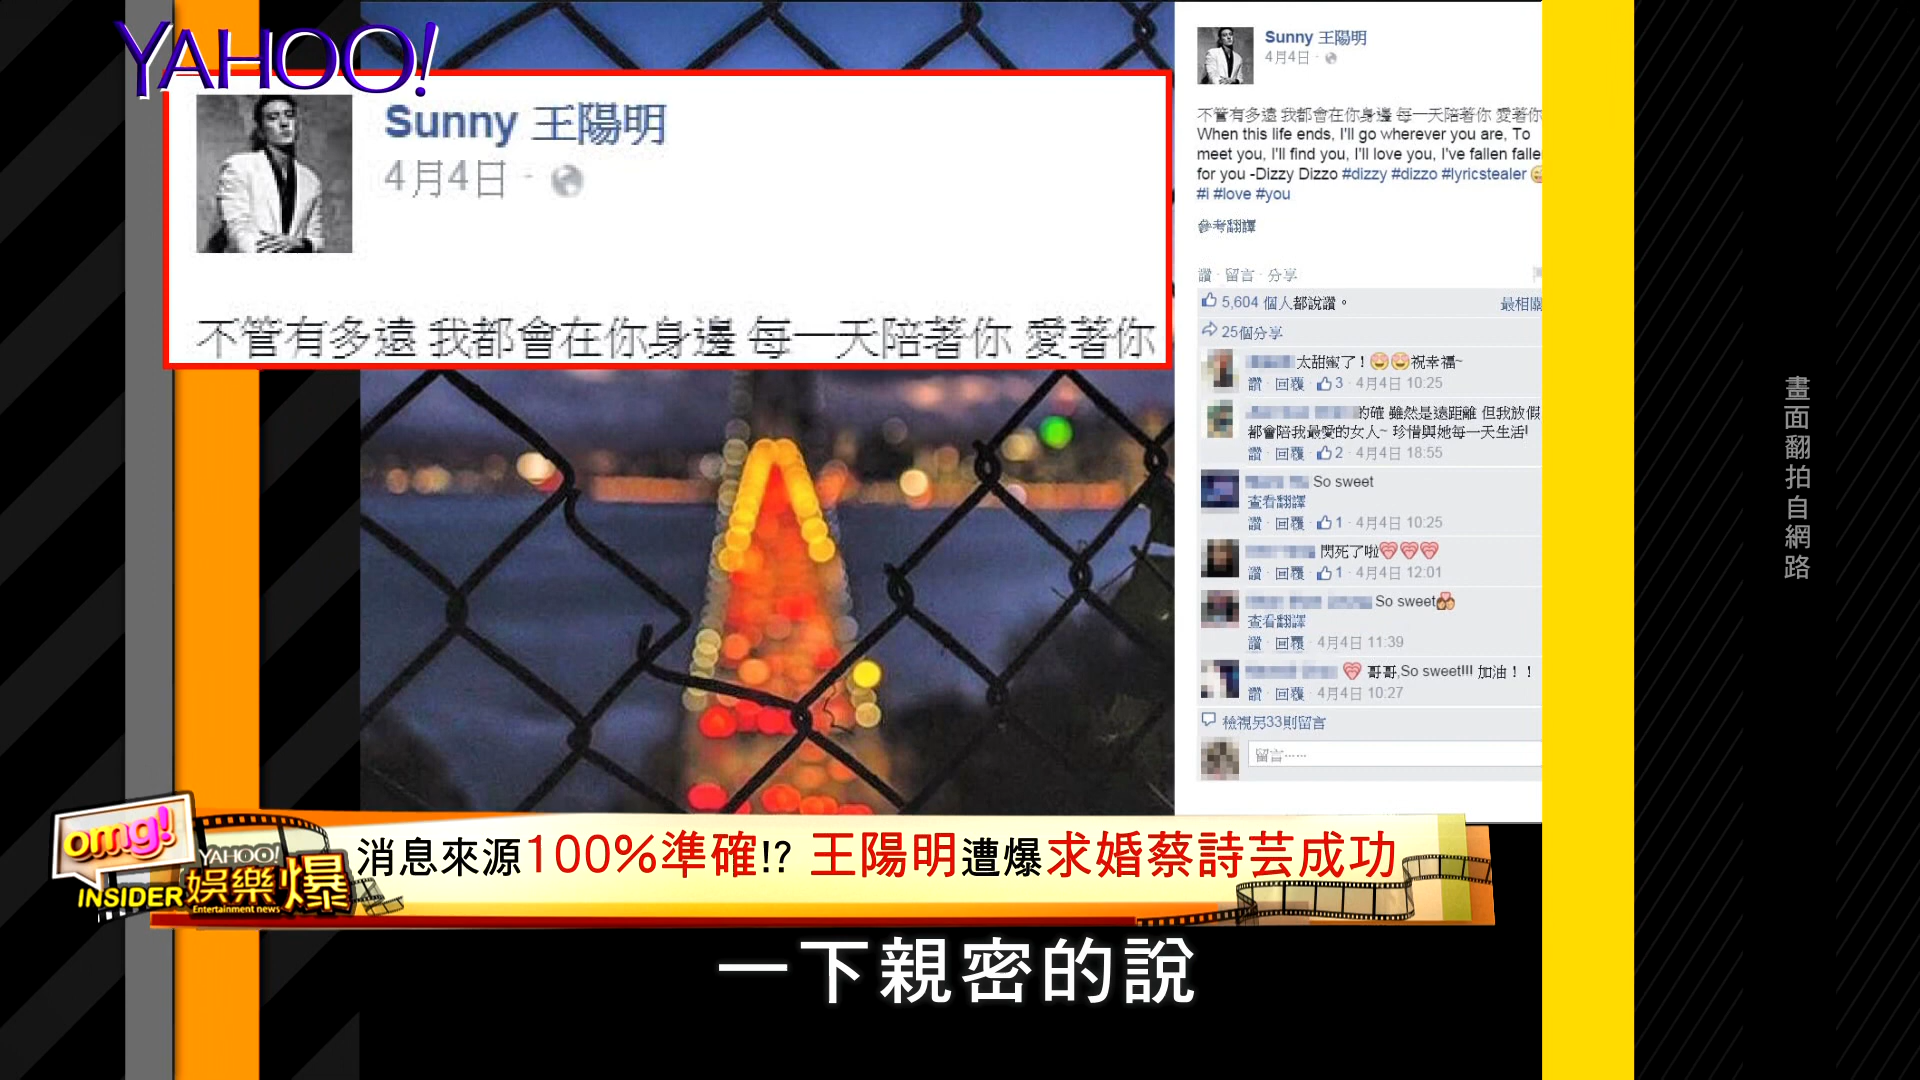 YAHOO!
Sunny 王陽明
4月4日 ·
不管有多遠 我都會在你身邊 每一天陪著你 愛著你
Sunny 王陽明
4月4日 ·
不管有多遠 我都會在你身邊 每一天陪著你 愛著你
When this life ends, I'll go wherever you are, To
meet you, I'll find you, I'll love you, I've fallen falle
for you -Dizzy Dizzo #dizzy #dizzo #lyricstealer
#i #love #you
參考翻譯
讚 · 留言 · 分享
5,604 個人都說讚。 最相關
25個分享
太甜蜜了！祝幸福~
讚 · 回覆 · 3 · 4月4日 10:25
的確 雖然是遠距離 但我放假
都會陪我最愛的女人~ 珍惜與她每一天生活!
讚 · 回覆 · 2 · 4月4日 18:55
So sweet
查看翻譯
讚 · 回覆 · 1 · 4月4日 10:25
閃死了啦
讚 · 回覆 · 1 · 4月4日 12:01
So sweet
查看翻譯
讚 · 回覆 · 4月4日 11:39
哥哥,So sweet!!! 加油！！
讚 · 回覆 · 4月4日 10:27
檢視另33則留言
留言……
畫面翻拍自網路
omg!
YAHOO!
INSIDER 娛樂爆
Entertainment news
消息來源100%準確!? 王陽明遭爆求婚蔡詩芸成功
一下親密的說